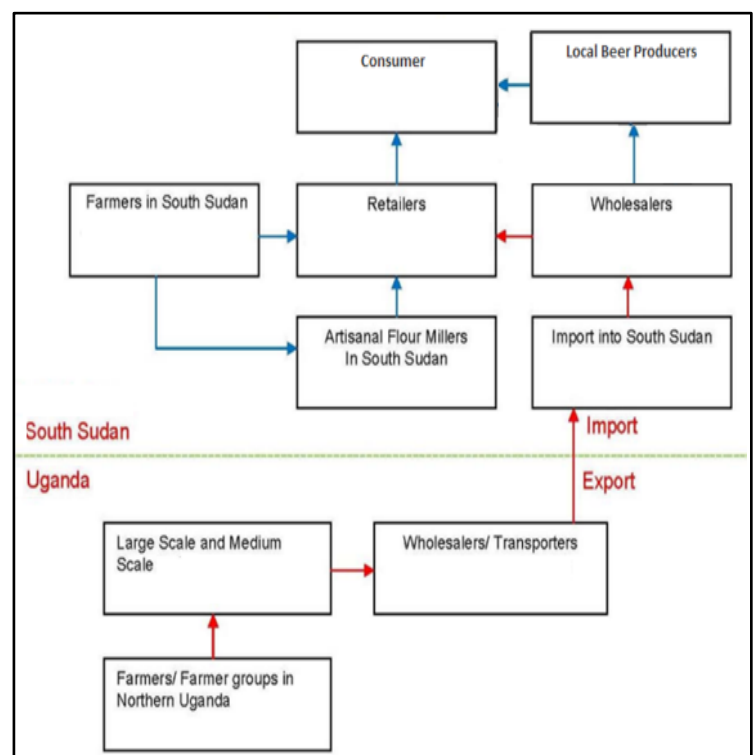 Consumer
Local Beer Producers
Farmers in South Sudan
Retailers
Wholesalers
Artisanal Flour Millers
In South Sudan
Import into South Sudan
South Sudan
Import
Uganda
Export
Large Scale and Medium
Scale
Wholesalers/ Transporters
Farmers/ Farmer groups in
Northern Uganda